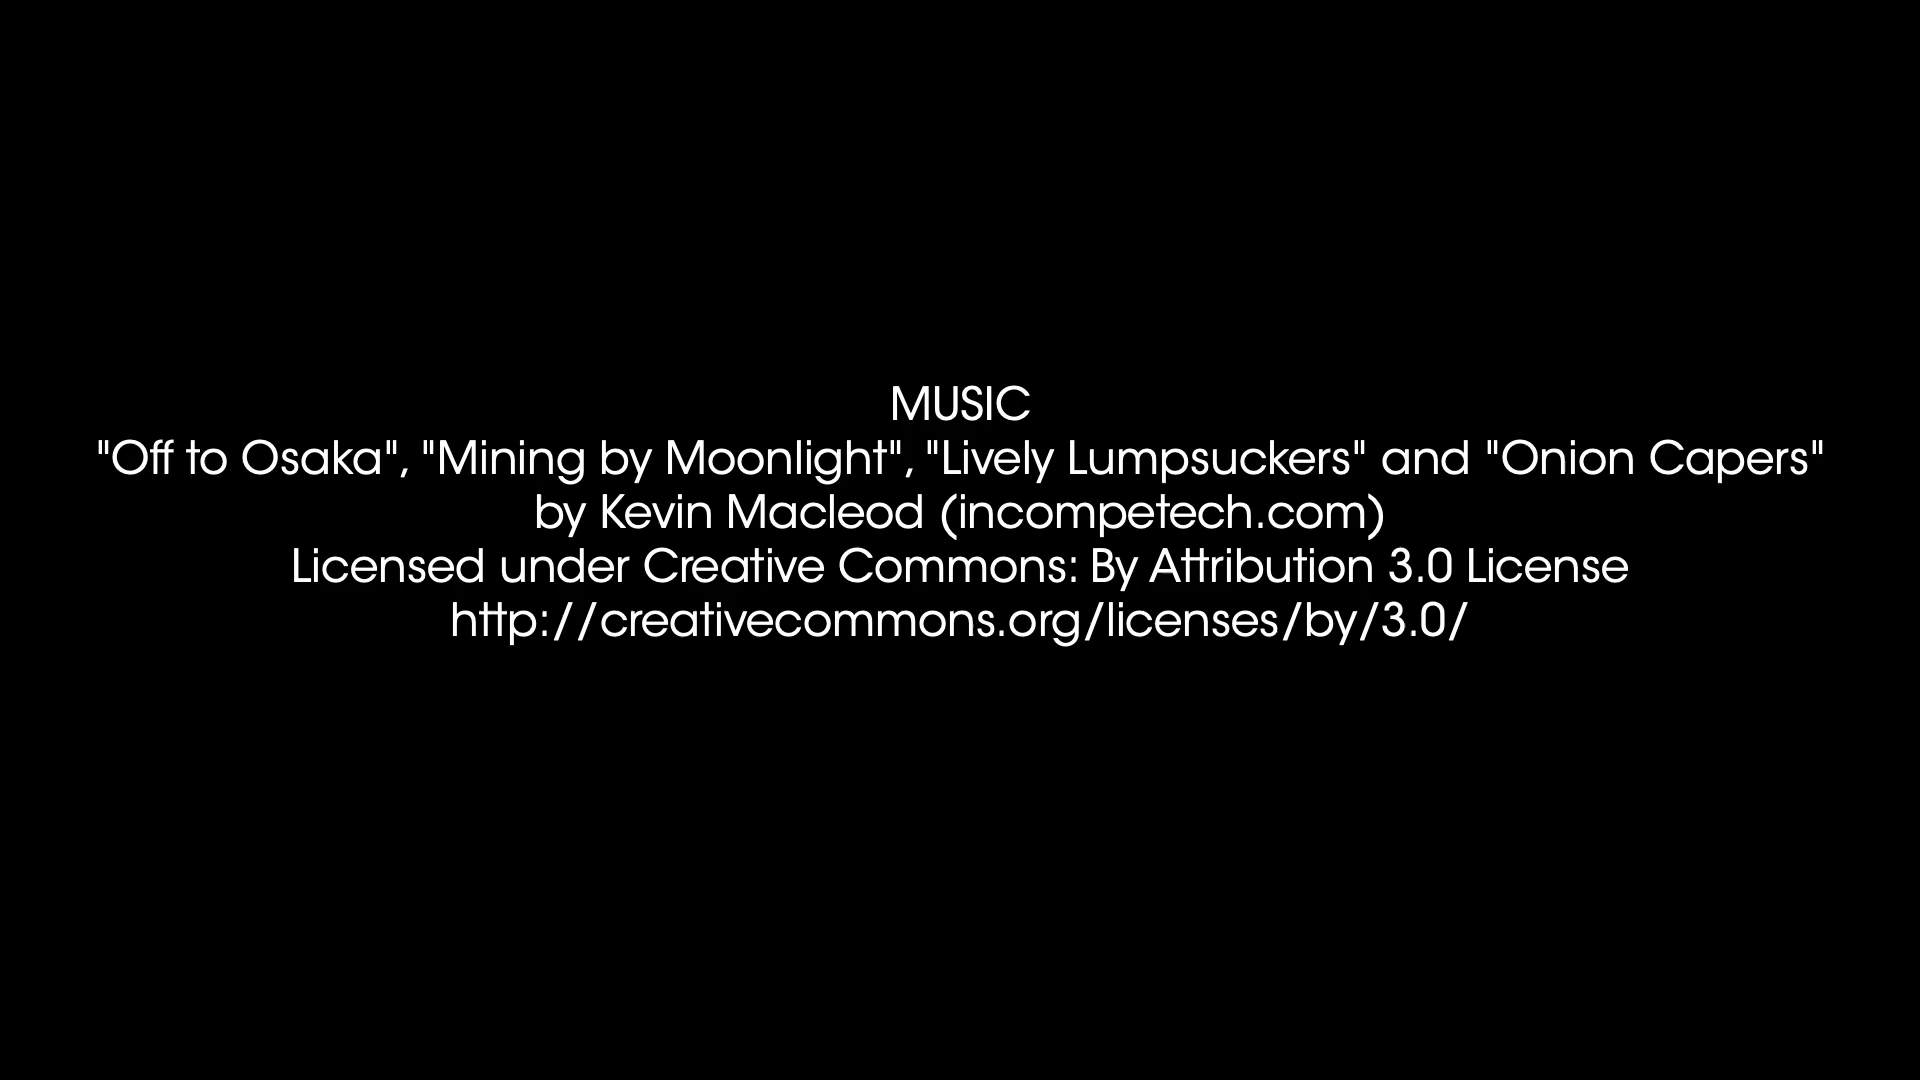 MUSIC
"Off to Osaka", "Mining by Moonlight", "Lively Lumpsuckers" and "Onion Capers"
by Kevin Macleod (incompetech.com)
Licensed under Creative Commons: By Attribution 3.0 License
http://creativecommons.org/licenses/by/3.0/